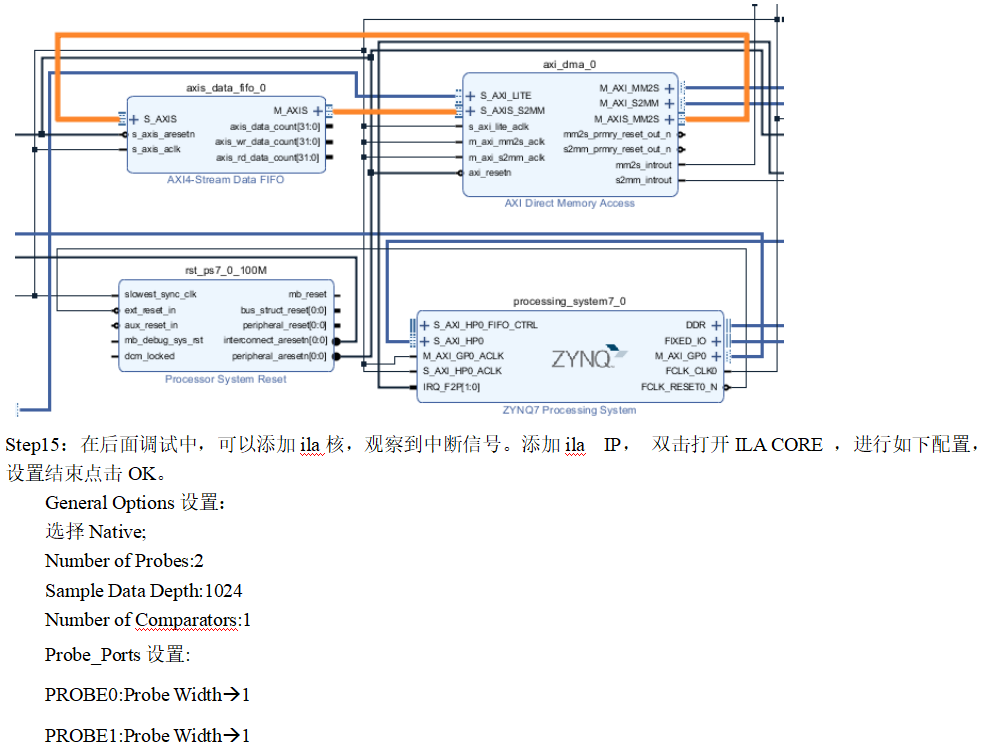 axi_dma_0
axis_data_fifo_0
M_AXI_MM2S
S_AXI_LITE
M_AXI_S2MM
S_AXIS
M_AXIS
S_AXIS_S2MM
M_AXIS_MM2S
s_axis_aresetn
axis_data_count[31:0]
s_axi_lite_aclk
mm2s_prmry_reset_out_n
s_axis_aclk
axis_wr_data_count[31:0]
m_axi_mm2s_aclk
s2mm_prmry_reset_out_n
axis_rd_data_count[31:0]
m_axi_s2mm_aclk
mm2s_introut
axi_resetn
s2mm_introut
AXI4-Stream Data FIFO
AXI Direct Memory Access
rst_ps7_0_100M
slowest_sync_clk
mb_reset
ext_reset_in
bus_struct_reset[0:0]
aux_reset_in
peripheral_reset[0:0]
mb_debug_sys_rst
interconnect_aresetn[0:0]
dcm_locked
peripheral_aresetn[0:0]
Processor System Reset
processing_system7_0
S_AXI_HP0_FIFO_CTRL
DDR
S_AXI_HP0
FIXED_IO
M_AXI_GP0_ACLK
M_AXI_GP0
S_AXI_HP0_ACLK
FCLK_CLK0
IRQ_F2P[1:0]
FCLK_RESET0_N
ZYNQ
ZYNQ7 Processing System
Step15：在后面调试中，可以添加 ila 核，观察到中断信号。添加 ila IP， 双击打开 ILA CORE ，进行如下配置，
设置结束点击 OK。
General Options 设置：
选择 Native;
Number of Probes:2
Sample Data Depth:1024
Number of Comparators:1
Probe_Ports 设置:
PROBE0:Probe Width→1
PROBE1:Probe Width→1